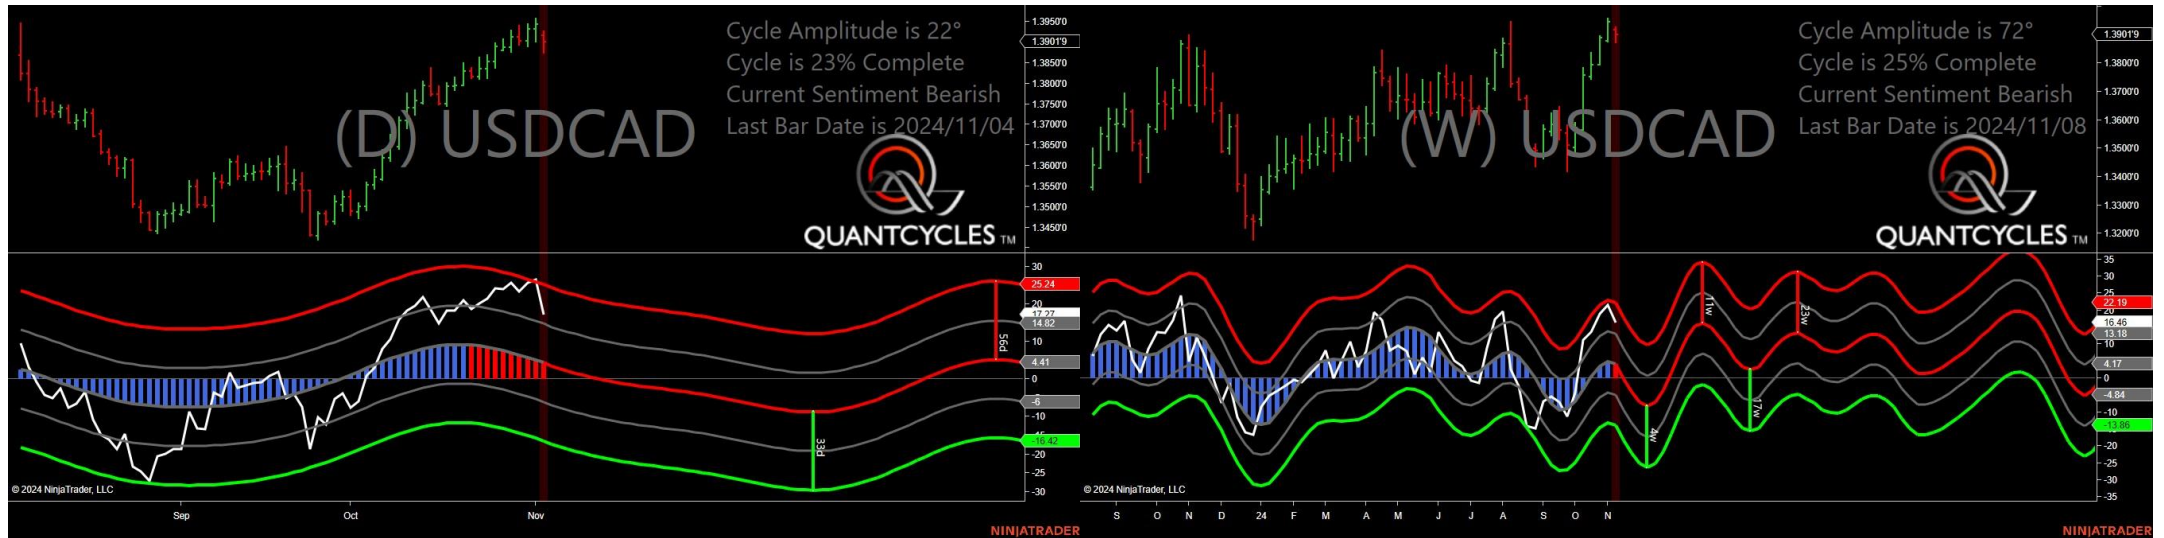 Cycle Amplitude is 22°
Cycle is 23% Complete
Current Sentiment Bearish
Last Bar Date is 2024/11/04
(D) USDCAD
QUANTCYCLES TM
1.3950'0
1.3901'9
1.3850'0
1.3800'0
1.3750'0
1.3700'0
1.3650'0
1.3600'0
1.3550'0
1.3500'0
1.3450'0
30
25.24
20
17.27
14.82
10
4.41
0
-6
-10
-16.42
-20
-25
-30
56d
33d
© 2024 NinjaTrader, LLC
Sep
Oct
Nov
NINJATRADER
Cycle Amplitude is 72°
Cycle is 25% Complete
Current Sentiment Bearish
Last Bar Date is 2024/11/08
(W) USDCAD
QUANTCYCLES TM
1.3901'9
1.3800'0
1.3700'0
1.3600'0
1.3500'0
1.3400'0
1.3300'0
1.3200'0
35
30
25
22.19
20
16.46
13.18
10
4.17
0
-4.84
-10
-13.86
-20
-25
-30
-35
11w
23w
4w
17w
© 2024 NinjaTrader, LLC
S O N D 24 F M A M J J A S O N
NINJATRADER